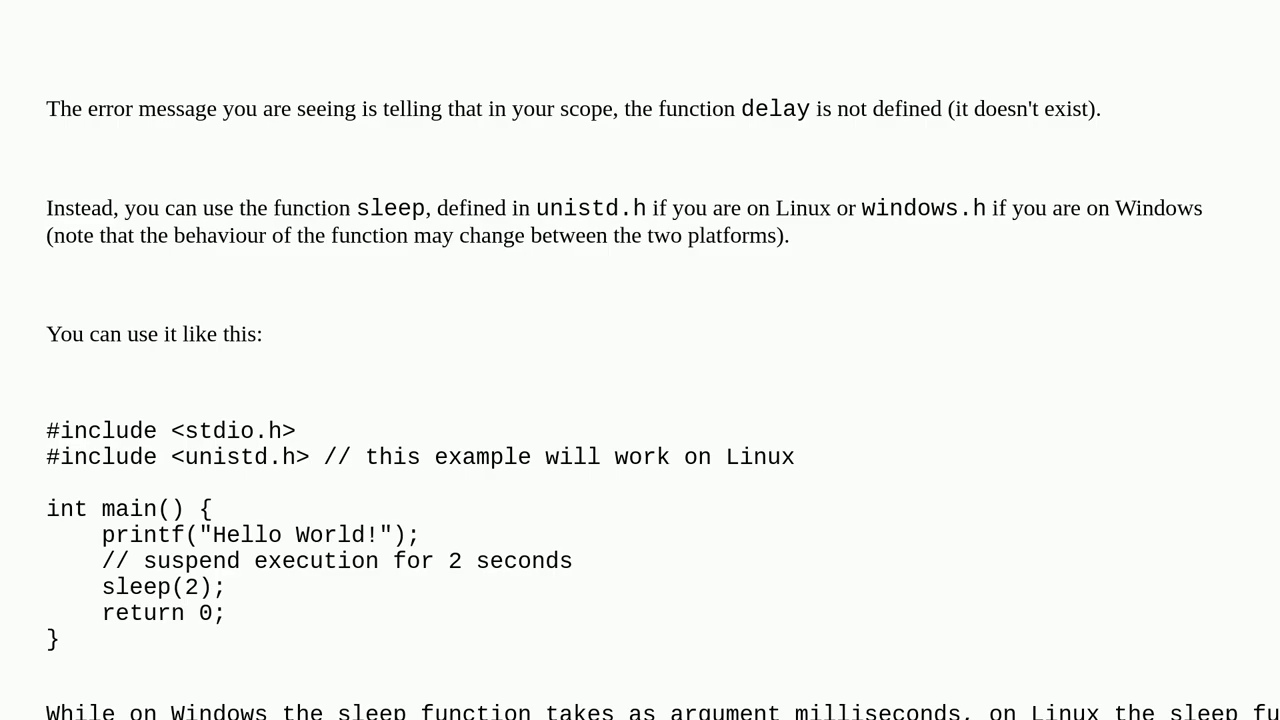 The error message you are seeing is telling that in your scope, the function delay is not defined (it doesn't exist).
Instead, you can use the function sleep, defined in unistd.h if you are on Linux or windows.h if you are on Windows
(note that the behaviour of the function may change between the two platforms).
You can use it like this:
#include <stdio.h>
#include <unistd.h> // this example will work on Linux
int main() {
    printf("Hello World!");
    // suspend execution for 2 seconds
    sleep(2);
    return 0;
}
While on Windows the sleep function takes as argument milliseconds, on Linux the sleep fu